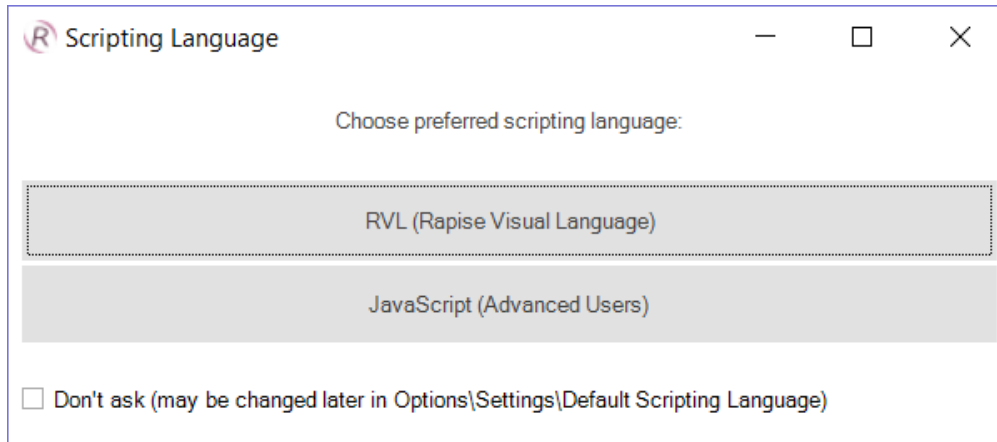 R Scripting Language
Choose preferred scripting language:
RVL (Rapise Visual Language)
JavaScript (Advanced Users)
Don't ask (may be changed later in Options\Settings\Default Scripting Language)